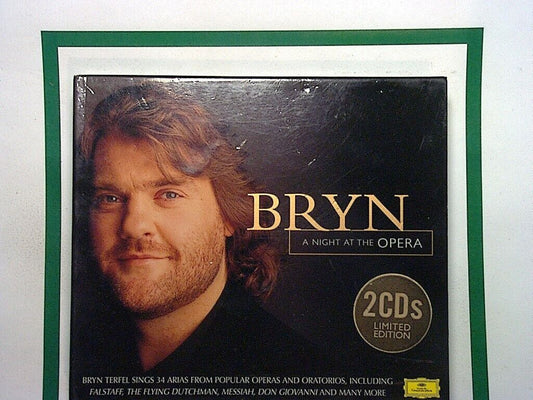 BRYN
A NIGHT AT THE OPERA
2CDs
LIMITED
EDITION
BRYN TERFEL SINGS 34 ARIAS FROM POPULAR OPERAS AND ORATORIOS, INCLUDING
FALSTAFF, THE FLYING DUTCHMAN, MESSIAH, DON GIOVANNI AND MANY MORE